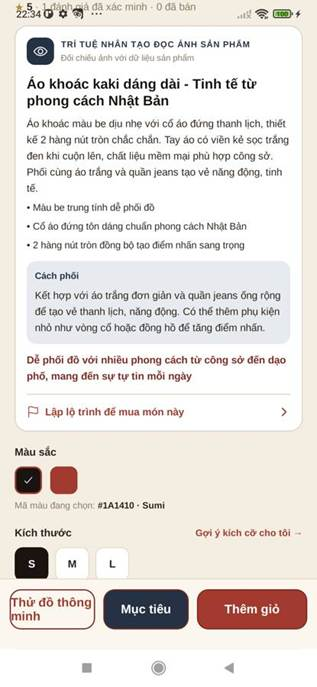 ★ 5 · 1 đánh giá đã xác minh · 0 đã bán
22:34
100
TRÍ TUỆ NHÂN TẠO ĐỌC ẢNH SẢN PHẨM
Đối chiếu ảnh với dữ liệu sản phẩm
Áo khoác kaki dáng dài - Tinh tế từ
phong cách Nhật Bản
Áo khoác màu be dịu nhẹ với cổ áo đứng thanh lịch, thiết
kế 2 hàng nút tròn chắc chắn. Tay áo có viền kẻ sọc trắng
đen khi cuộn lên, chất liệu mềm mại phù hợp công sở.
Phối cùng áo trắng và quần jeans tạo vẻ năng động, tinh
tế.
• Màu be trung tính dễ phối đồ
• Cổ áo đứng tôn dáng chuẩn phong cách Nhật Bản
• 2 hàng nút tròn đồng bộ tạo điểm nhấn sang trọng
Cách phối
Kết hợp với áo trắng đơn giản và quần jeans ống rộng
để tạo vẻ thanh lịch, năng động. Có thể thêm phụ kiện
nhỏ như vòng cổ hoặc đồng hồ để tăng điểm nhấn.
Dễ phối đồ với nhiều phong cách từ công sở đến dạo
phố, mang đến sự tự tin mỗi ngày
Lập lộ trình để mua món này
Màu sắc
Mã màu đang chọn: #1A1410 · Sumi
Kích thước
Gợi ý kích cỡ cho tôi →
S
M
L
Thử đồ thông
minh
Mục tiêu
Thêm giỏ